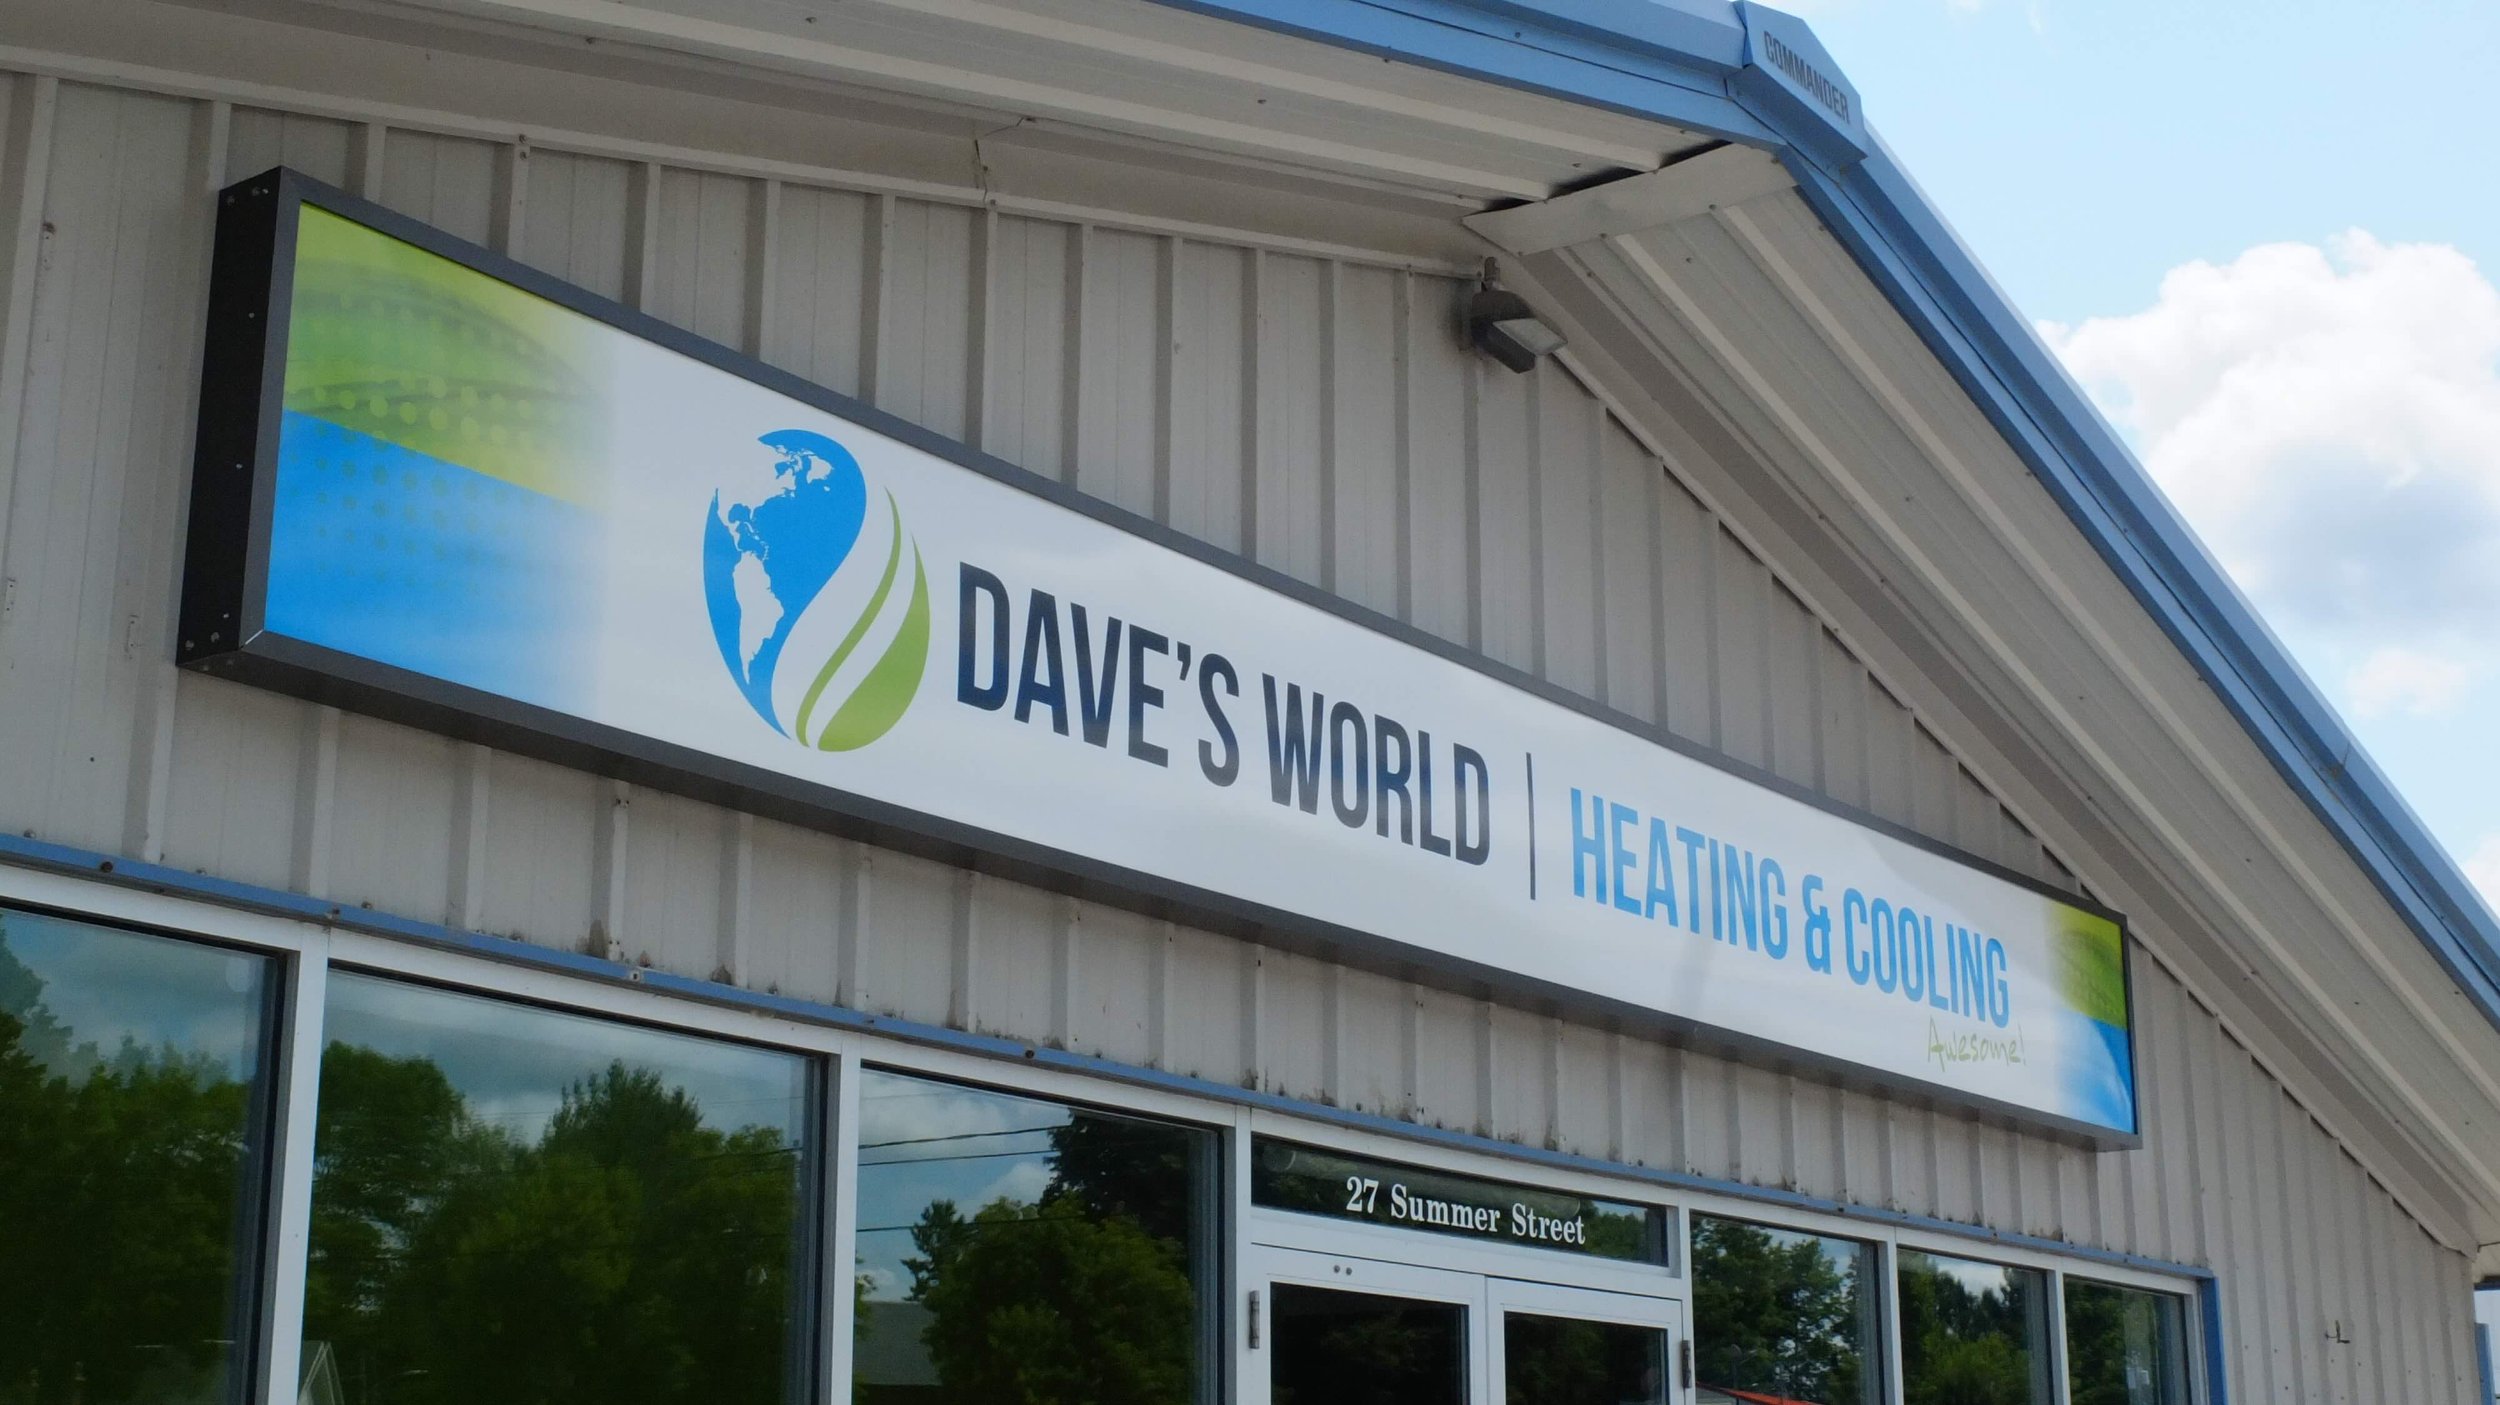 COMMANDER
DAVE'S WORLD | HEATING & COOLING
Awesome!
27 Summer Street